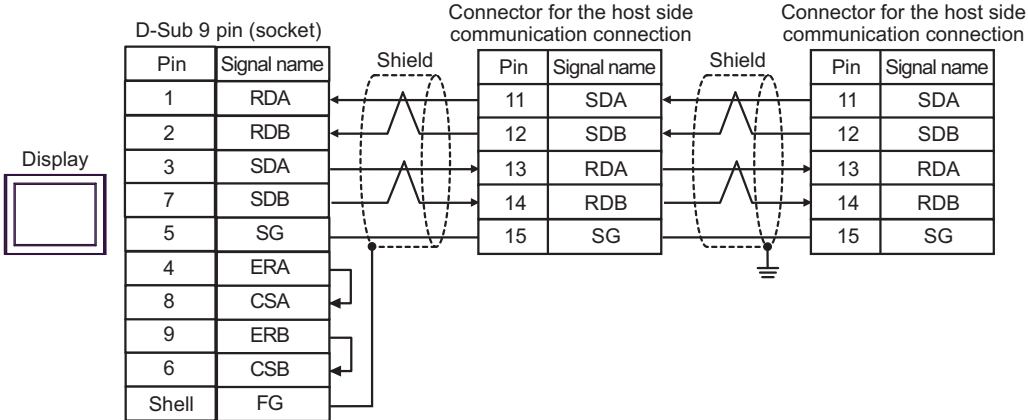 Connector for the host side
communication connection
Connector for the host side
communication connection
D-Sub 9 pin (socket)
Shield
Shield
Pin Signal name
Pin Signal name
Pin Signal name
1 RDA
11 SDA
11 SDA
2 RDB
12 SDB
12 SDB
Display
3 SDA
13 RDA
13 RDA
7 SDB
14 RDB
14 RDB
5 SG
15 SG
15 SG
4 ERA
8 CSA
9 ERB
6 CSB
Shell FG